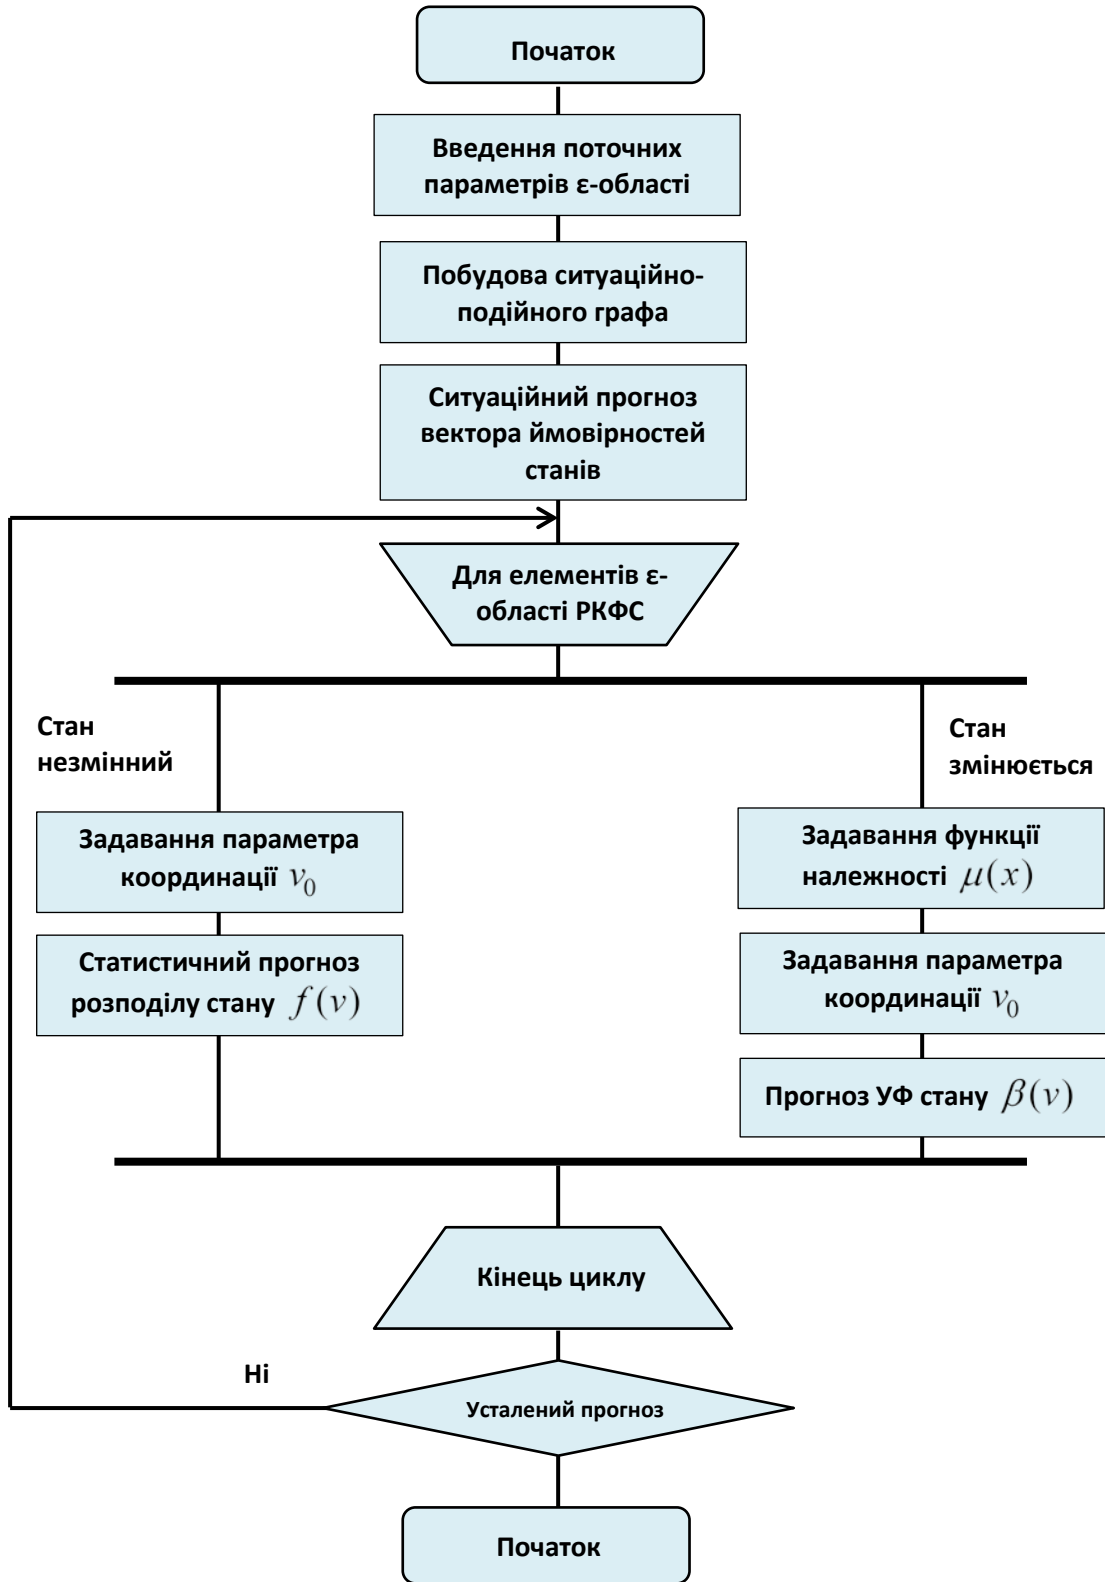 Початок
Введення поточних
параметрів ε-області
Побудова ситуаційно-
подійного графа
Ситуаційний прогноз
вектора ймовірностей
станів
Для елементів ε-
області РКФС
Стан
незмінний
Стан
змінюється
Задавання параметра
координації ν₀
Статистичний прогноз
розподілу стану f(ν)
Задавання функції
належності μ(x)
Задавання параметра
координації ν₀
Прогноз УФ стану β(ν)
Кінець циклу
Ні
Усталений прогноз
Початок